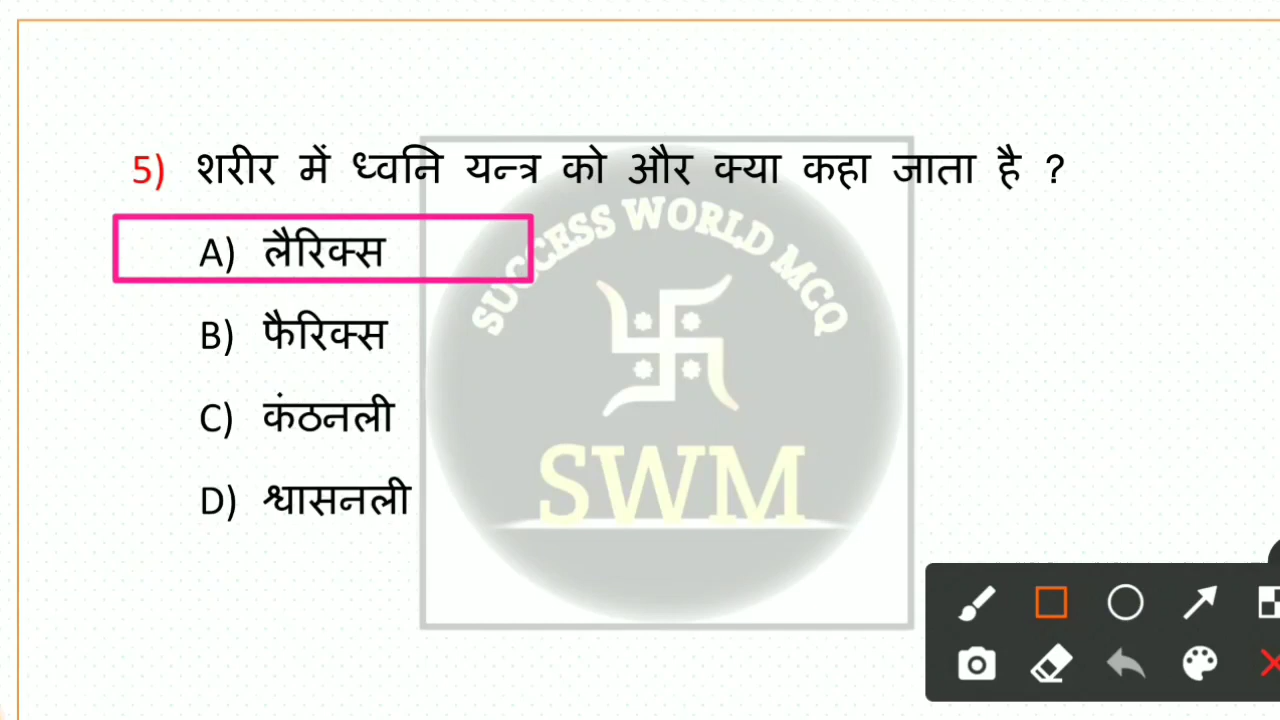 5) शरीर में ध्वनि यन्त्र को और क्या कहा जाता है ?
A) लैरिक्स
B) फैरिक्स
C) कंठनली
D) श्वासनली
SUCCESS WORLD MCQ
SWM